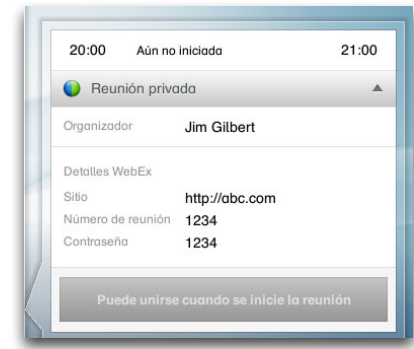 20:00 Aún no iniciada 21:00
Reunión privada
Organizador Jim Gilbert
Detalles WebEx
Sitio http://abc.com
Número de reunión 1234
Contraseña 1234
Puede unirse cuando se inicie la reunión